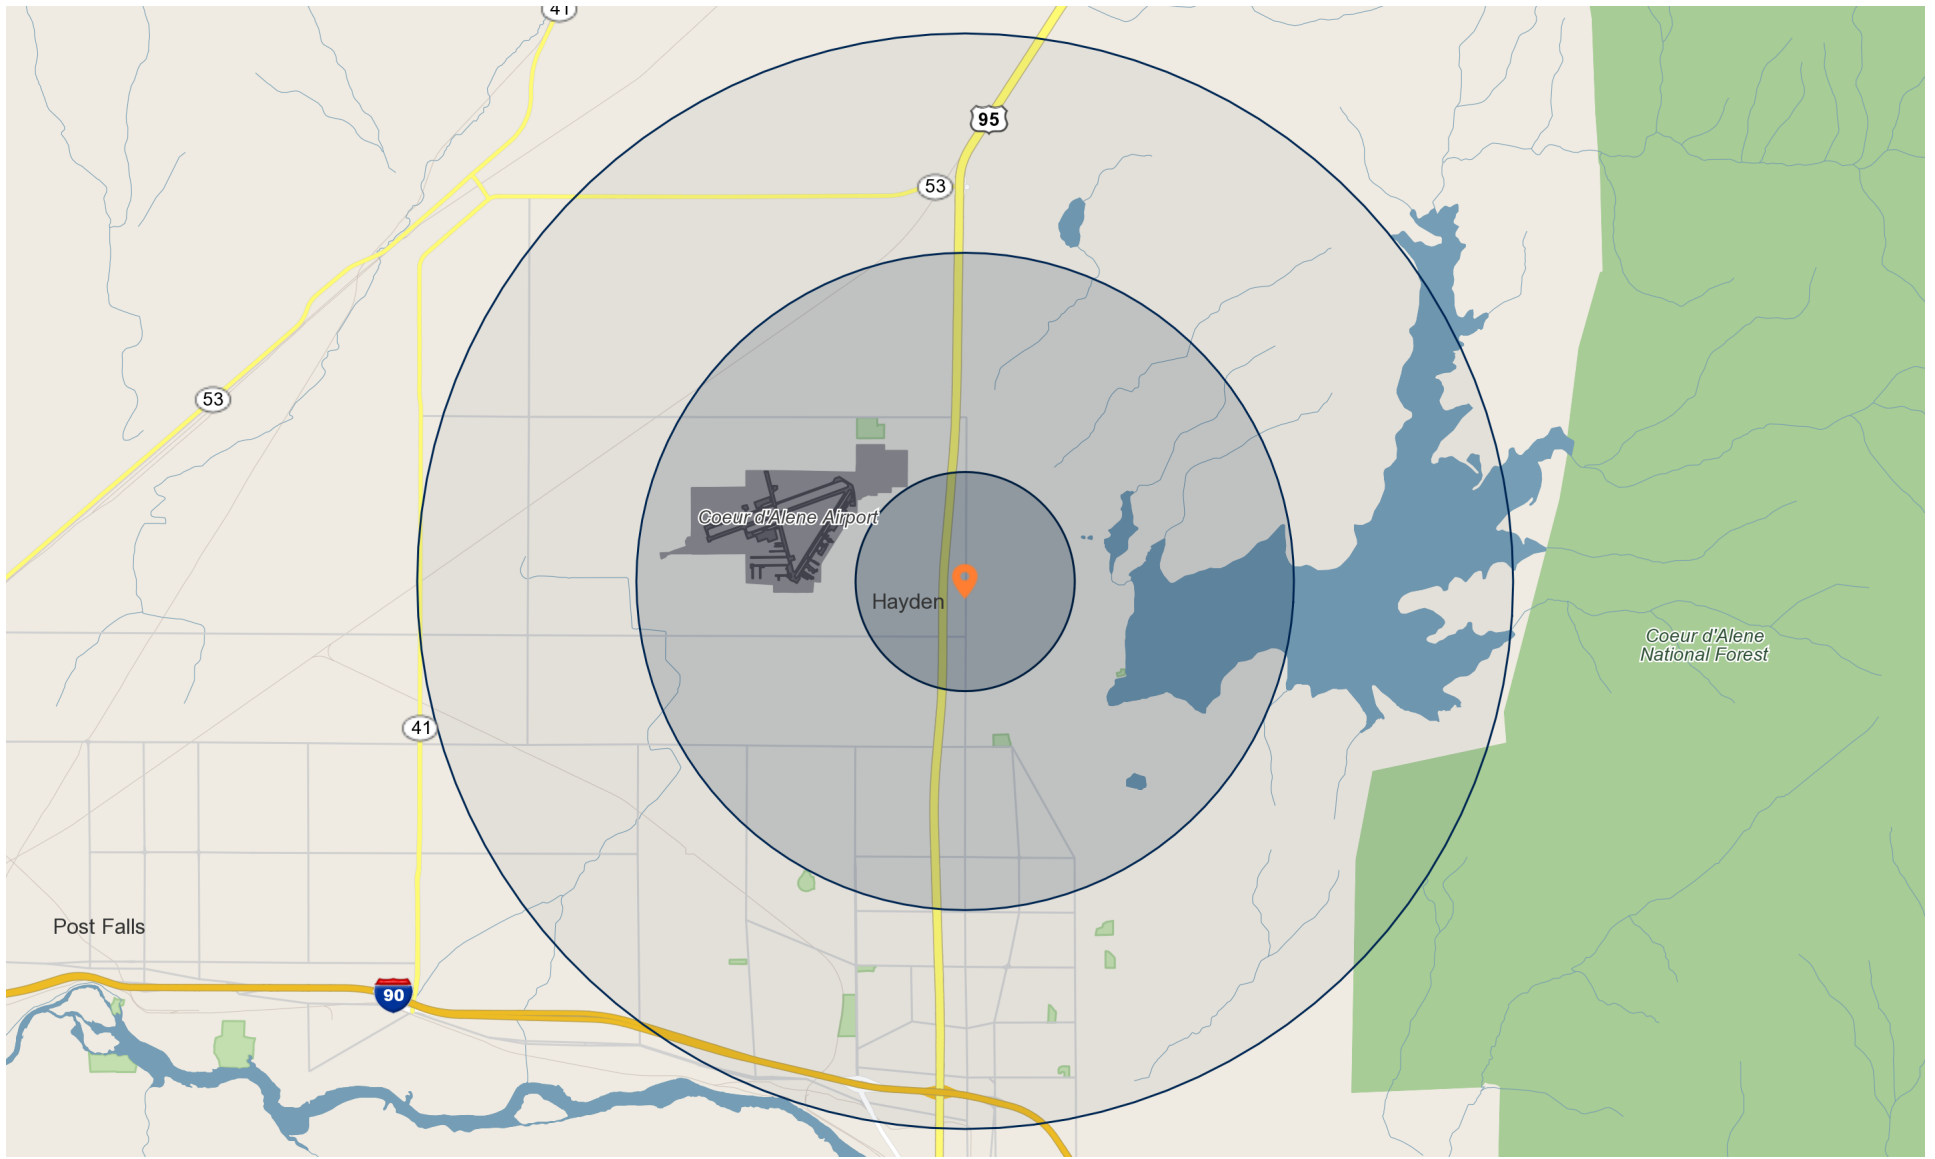 41
95
53
53
Coeur d'Alene Airport
Hayden
Coeur d'Alene
National Forest
41
Post Falls
90